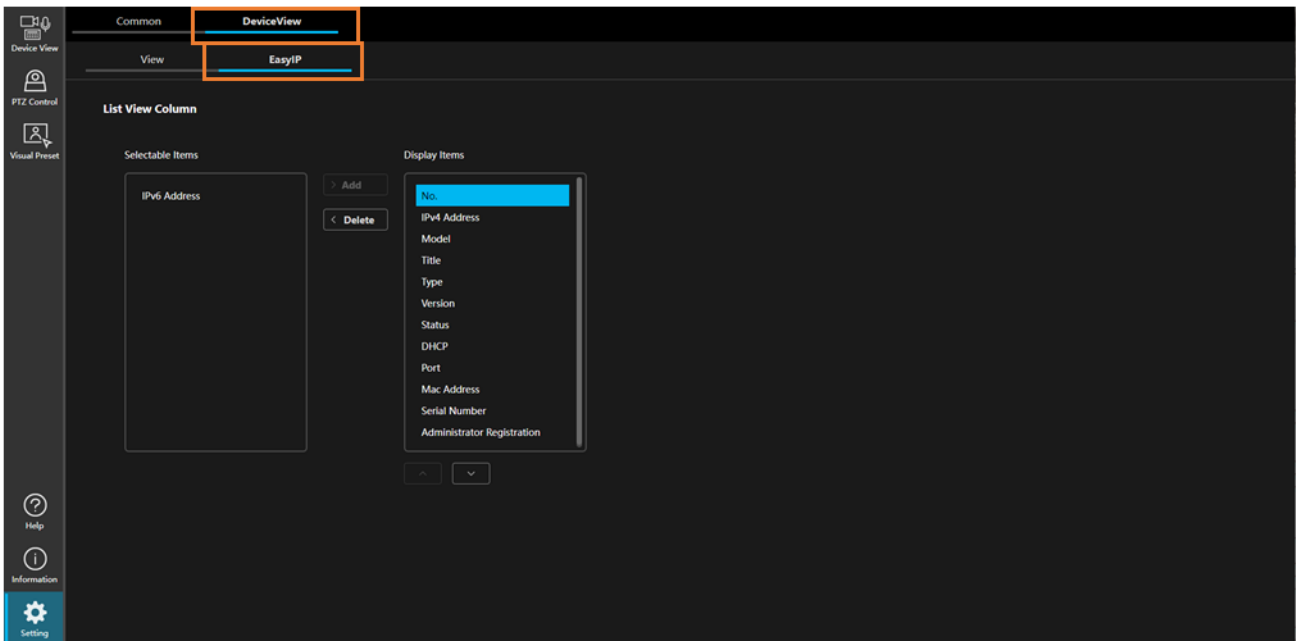 Device View
PTZ Control
Visual Preset
Help
Information
Setting
Common
DeviceView
View
EasyIP
List View Column
Selectable Items
IPv6 Address
> Add
< Delete
Display Items
No.
IPv4 Address
Model
Title
Type
Version
Status
DHCP
Port
Mac Address
Serial Number
Administrator Registration